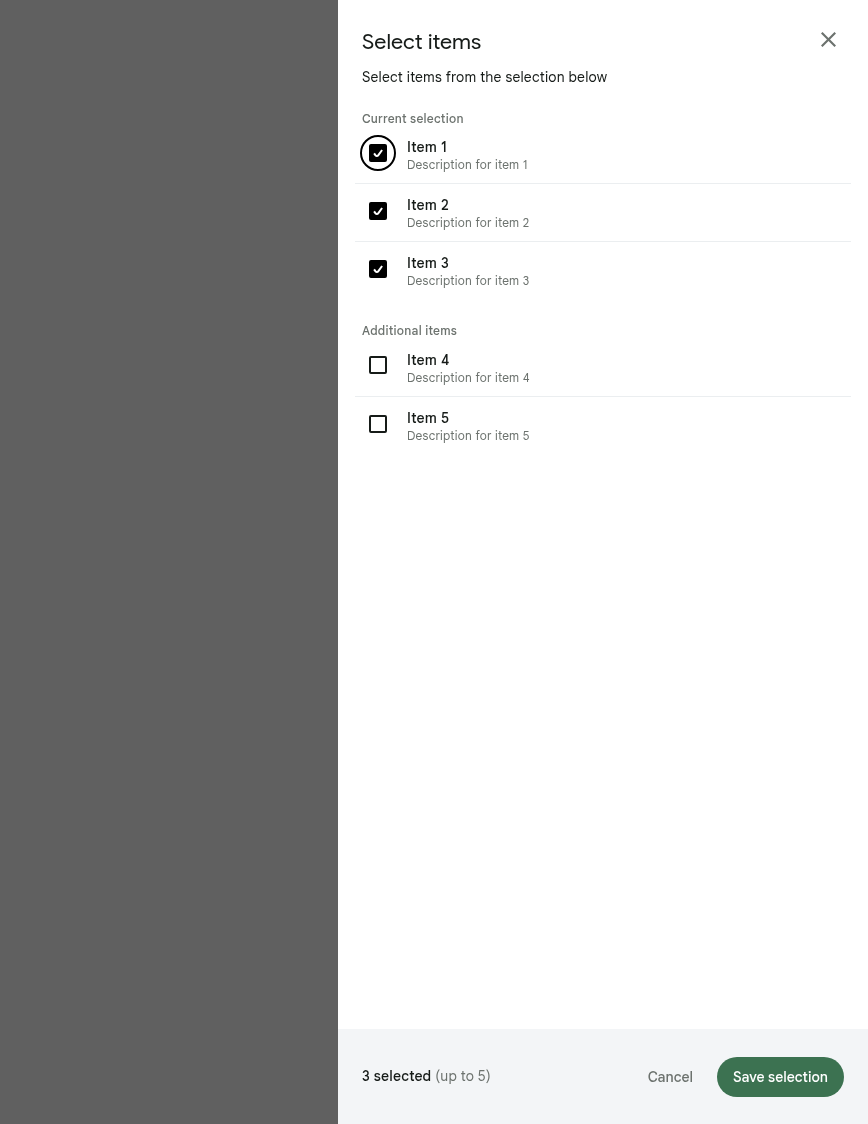 Select items
Select items from the selection below
Current selection
Item 1
Description for item 1
Item 2
Description for item 2
Item 3
Description for item 3
Additional items
Item 4
Description for item 4
Item 5
Description for item 5
3 selected (up to 5)
Cancel
Save selection